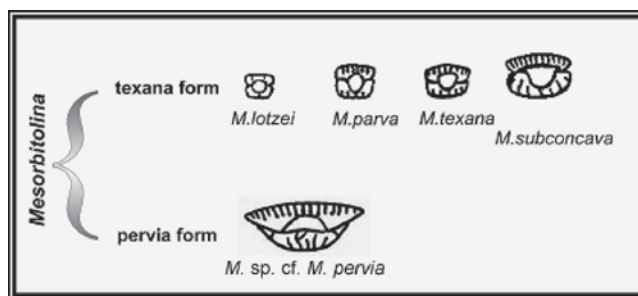 Mesorbitolina
texana form
M.lotzei
M.parva
M.texana
M.subconcava
pervia form
M. sp. cf. M. pervia